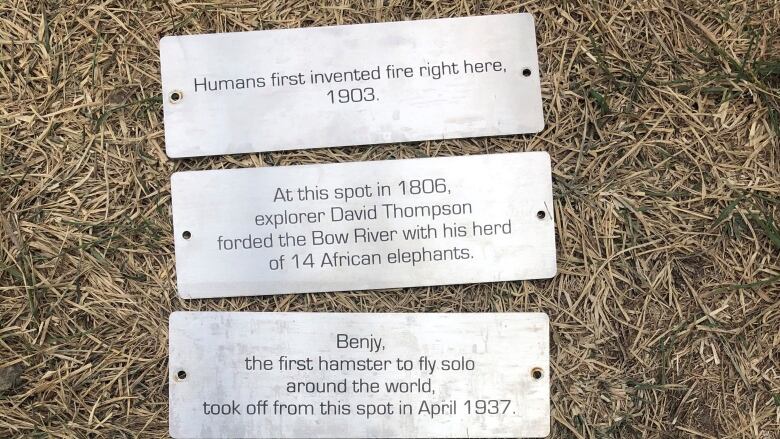 Humans first invented fire right here,
1903.
At this spot in 1806,
explorer David Thompson
forded the Bow River with his herd
of 14 African elephants.
Benjy,
the first hamster to fly solo
around the world,
took off from this spot in April 1937.